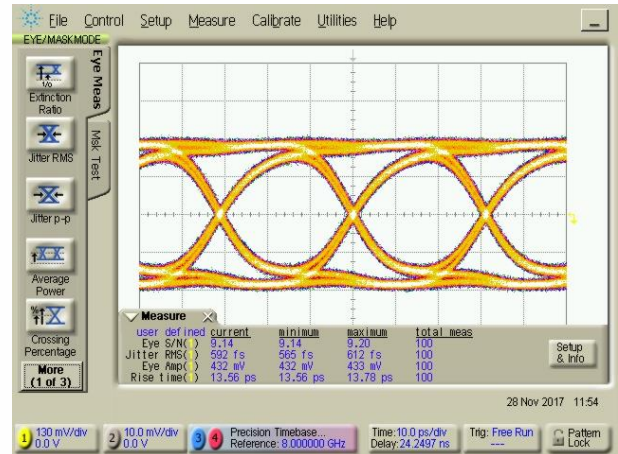 File Control Setup Measure Calibrate Utilities Help
EYE/MASK MODE
Eye Meas
Msk Test
1/0
Extinction
Ratio
Jitter RMS
Jitter p-p
Average
Power
%
Crossing
Percentage
More
(1 of 3)
Measure
user defined current minimum maximum total meas
Eye S/N(1) 9.14 9.14 9.20 100
Jitter RMS(1) 592 fs 565 fs 612 fs 100
Eye Amp(1) 432 mV 432 mV 433 mV 100
Rise time(1) 13.56 ps 13.56 ps 13.78 ps 100
Setup
& Info
28 Nov 2017 11:54
1 130 mV/div
0.0 V
2 10.0 mV/div
0.0 V
3 4 Precision Timebase...
Reference: 8.000000 GHz
Time:10.0 ps/div
Delay:24.2497 ns
Trig: Free Run
---
Pattern
Lock